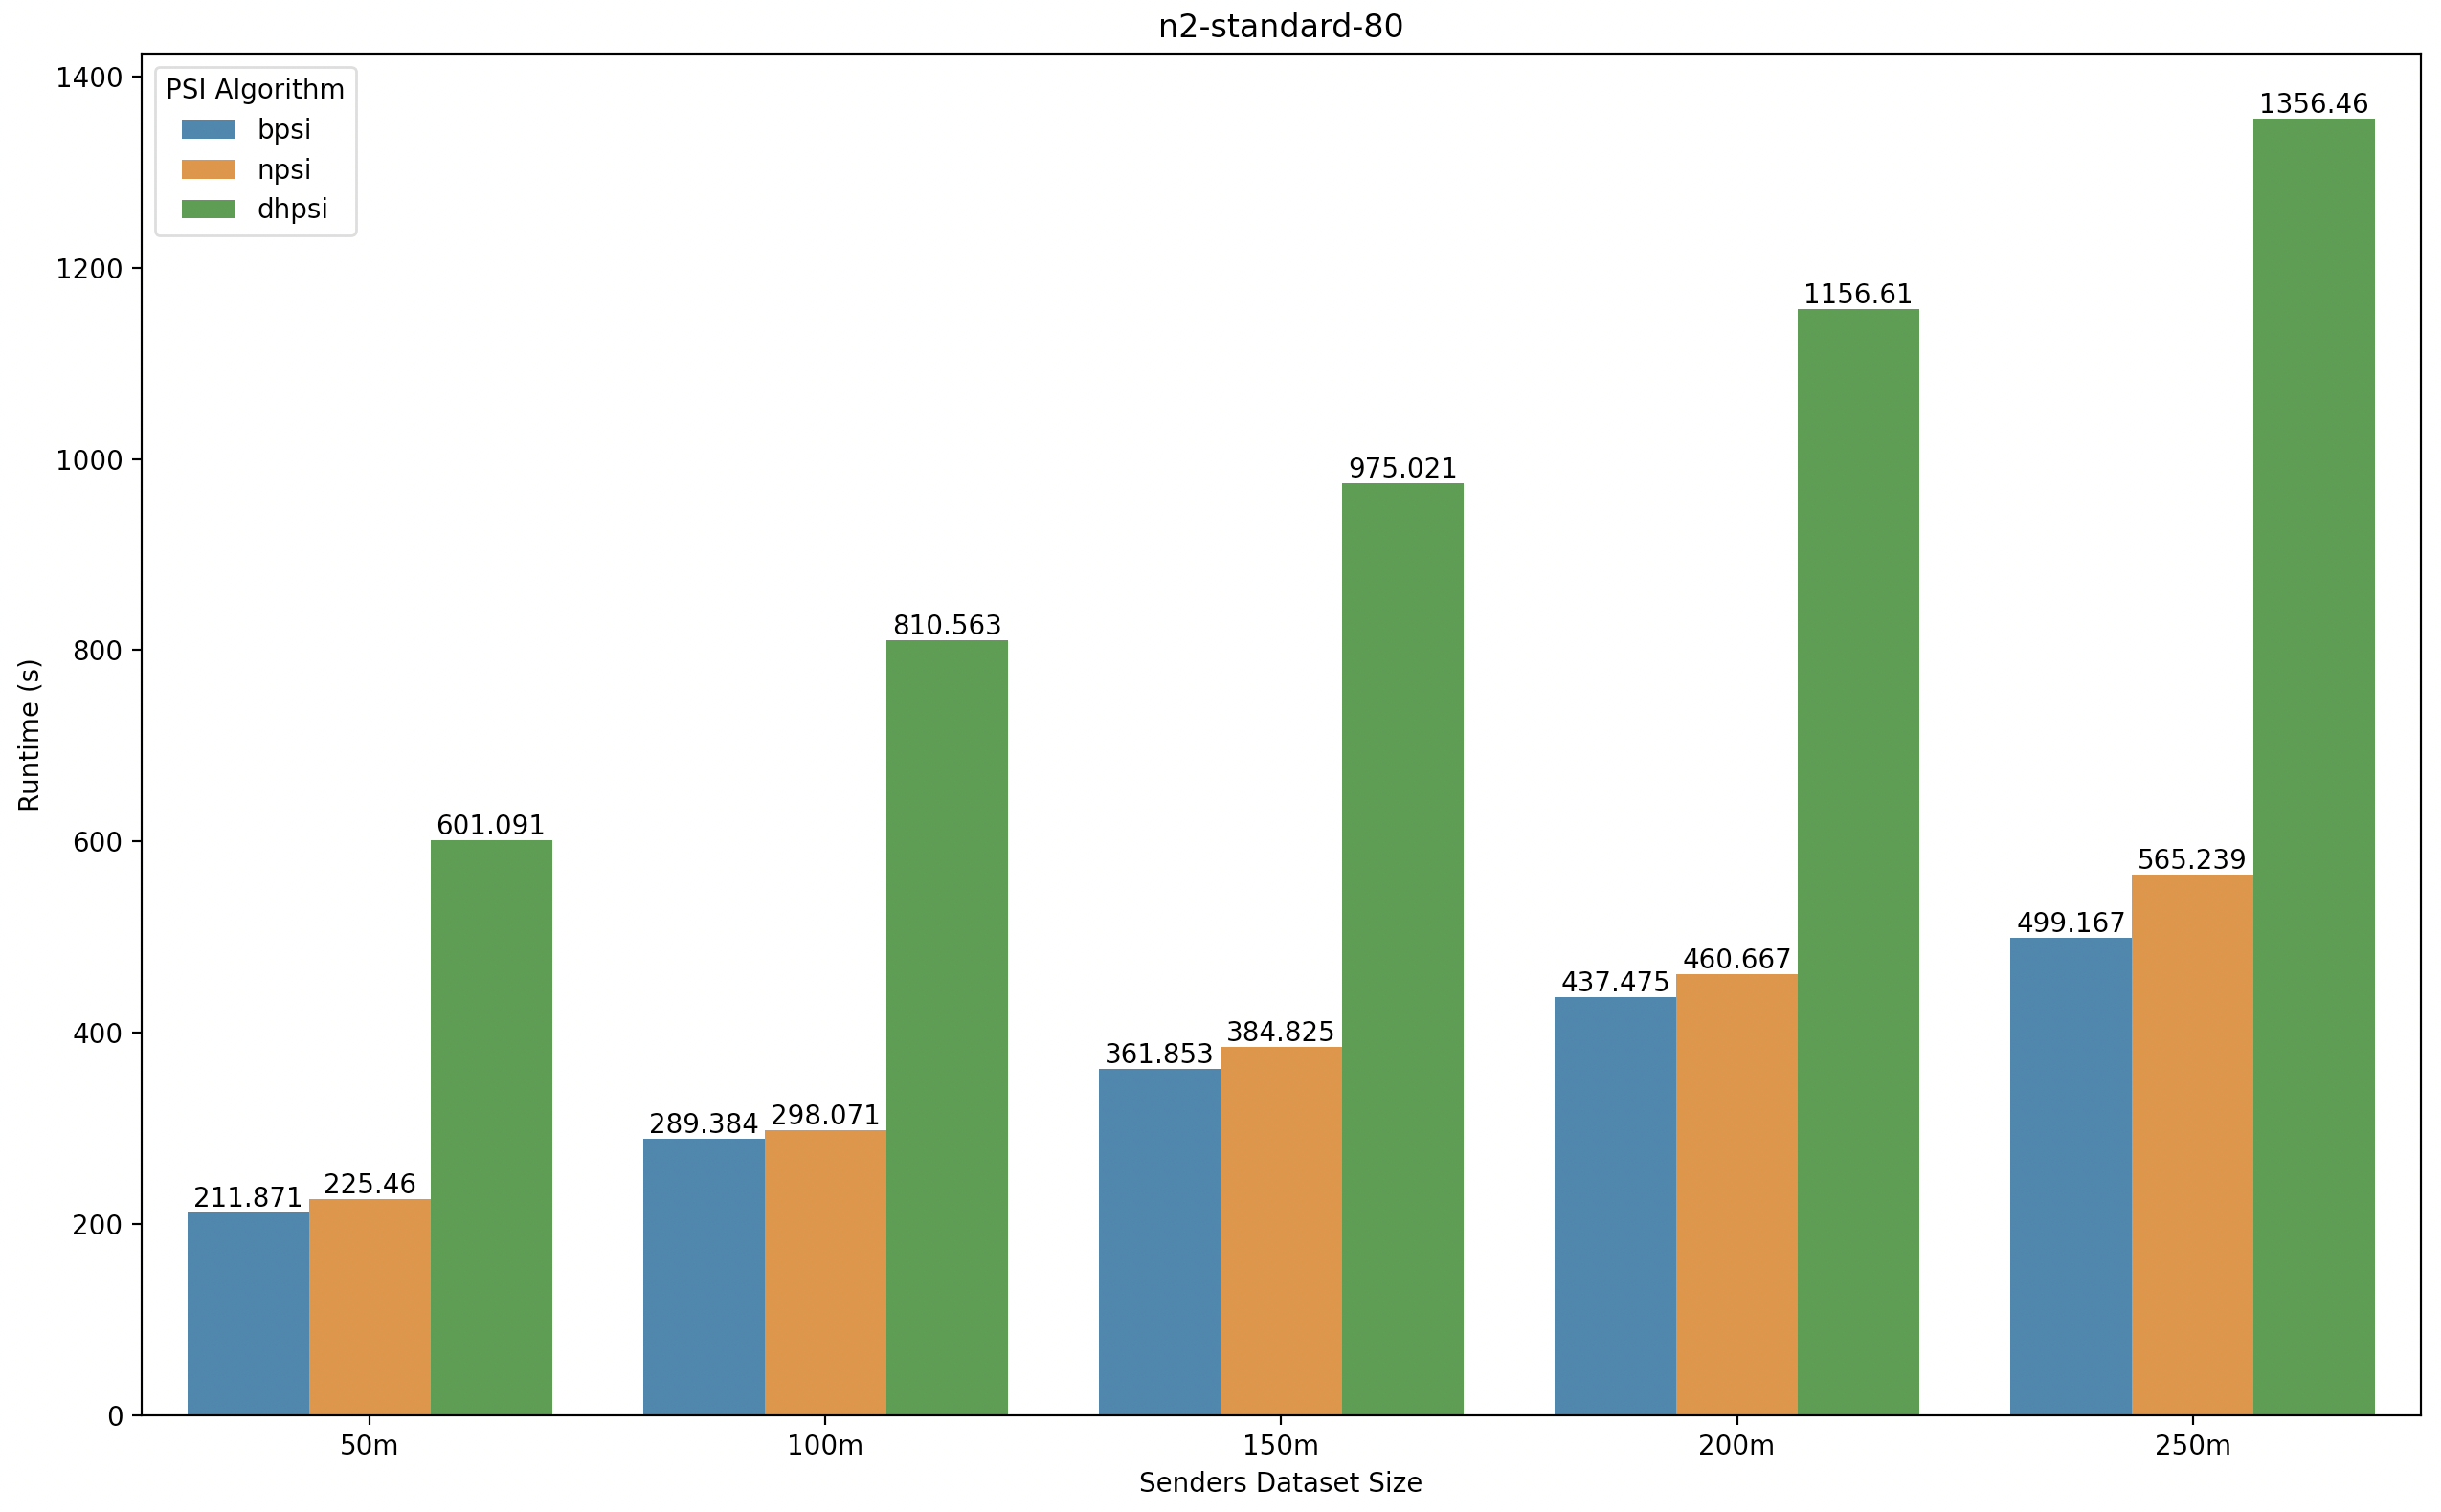 n2-standard-80
PSI Algorithm
bpsi
npsi
dhpsi
Runtime (s)
1400
1200
1000
800
600
400
200
0
211.871
225.46
601.091
289.384
298.071
810.563
361.853
384.825
975.021
437.475
460.667
1156.61
499.167
565.239
1356.46
50m
100m
150m
200m
250m
Senders Dataset Size